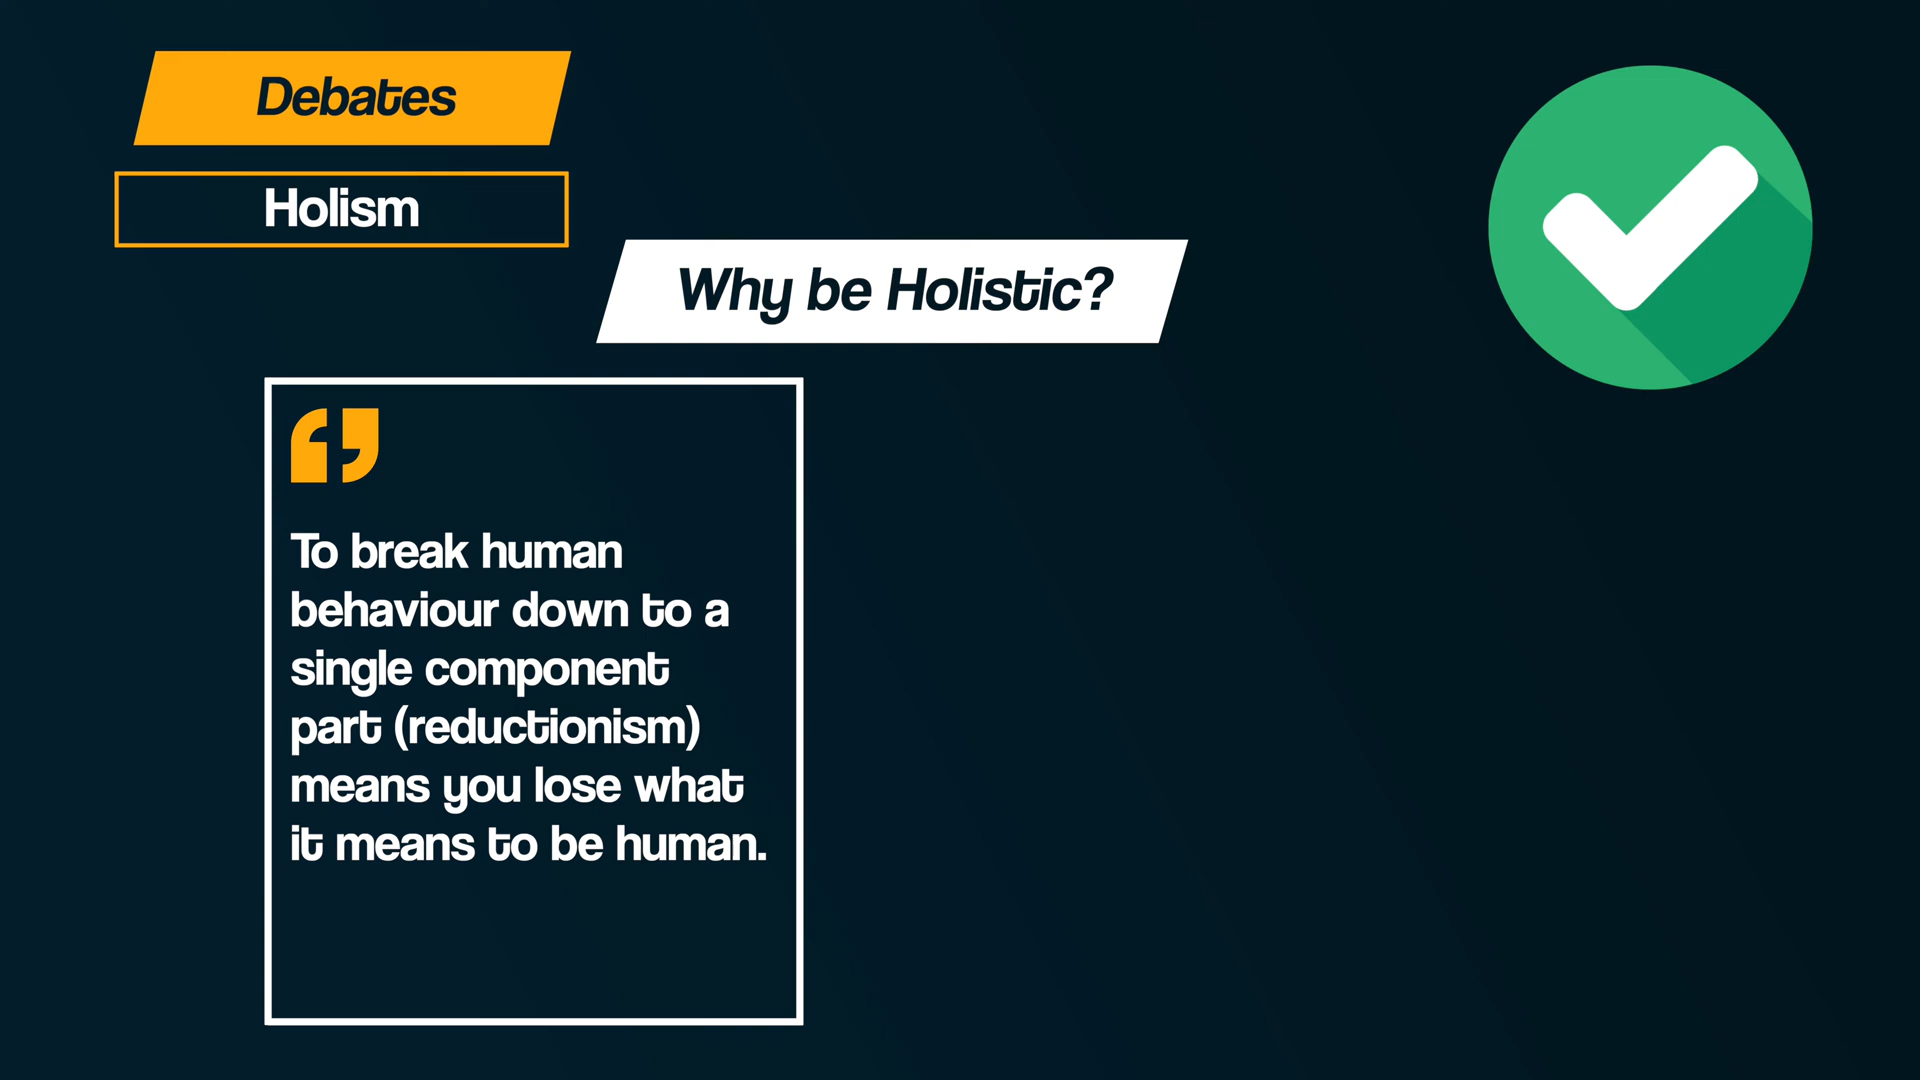 Debates
Holism
Why be Holistic?
To break human
behaviour down to a
single component
part (reductionism)
means you lose what
it means to be human.